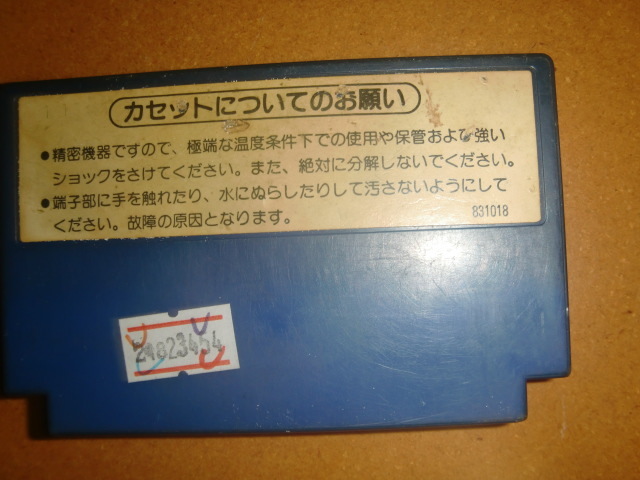 カセットについてのお願い
●精密機器ですので、極端な温度条件下での使用や保管および強い
ショックをさけてください。また、絶対に分解しないでください。
●端子部に手を触れたり、水にぬらしたりして汚さないようにして
ください。故障の原因となります。
831018